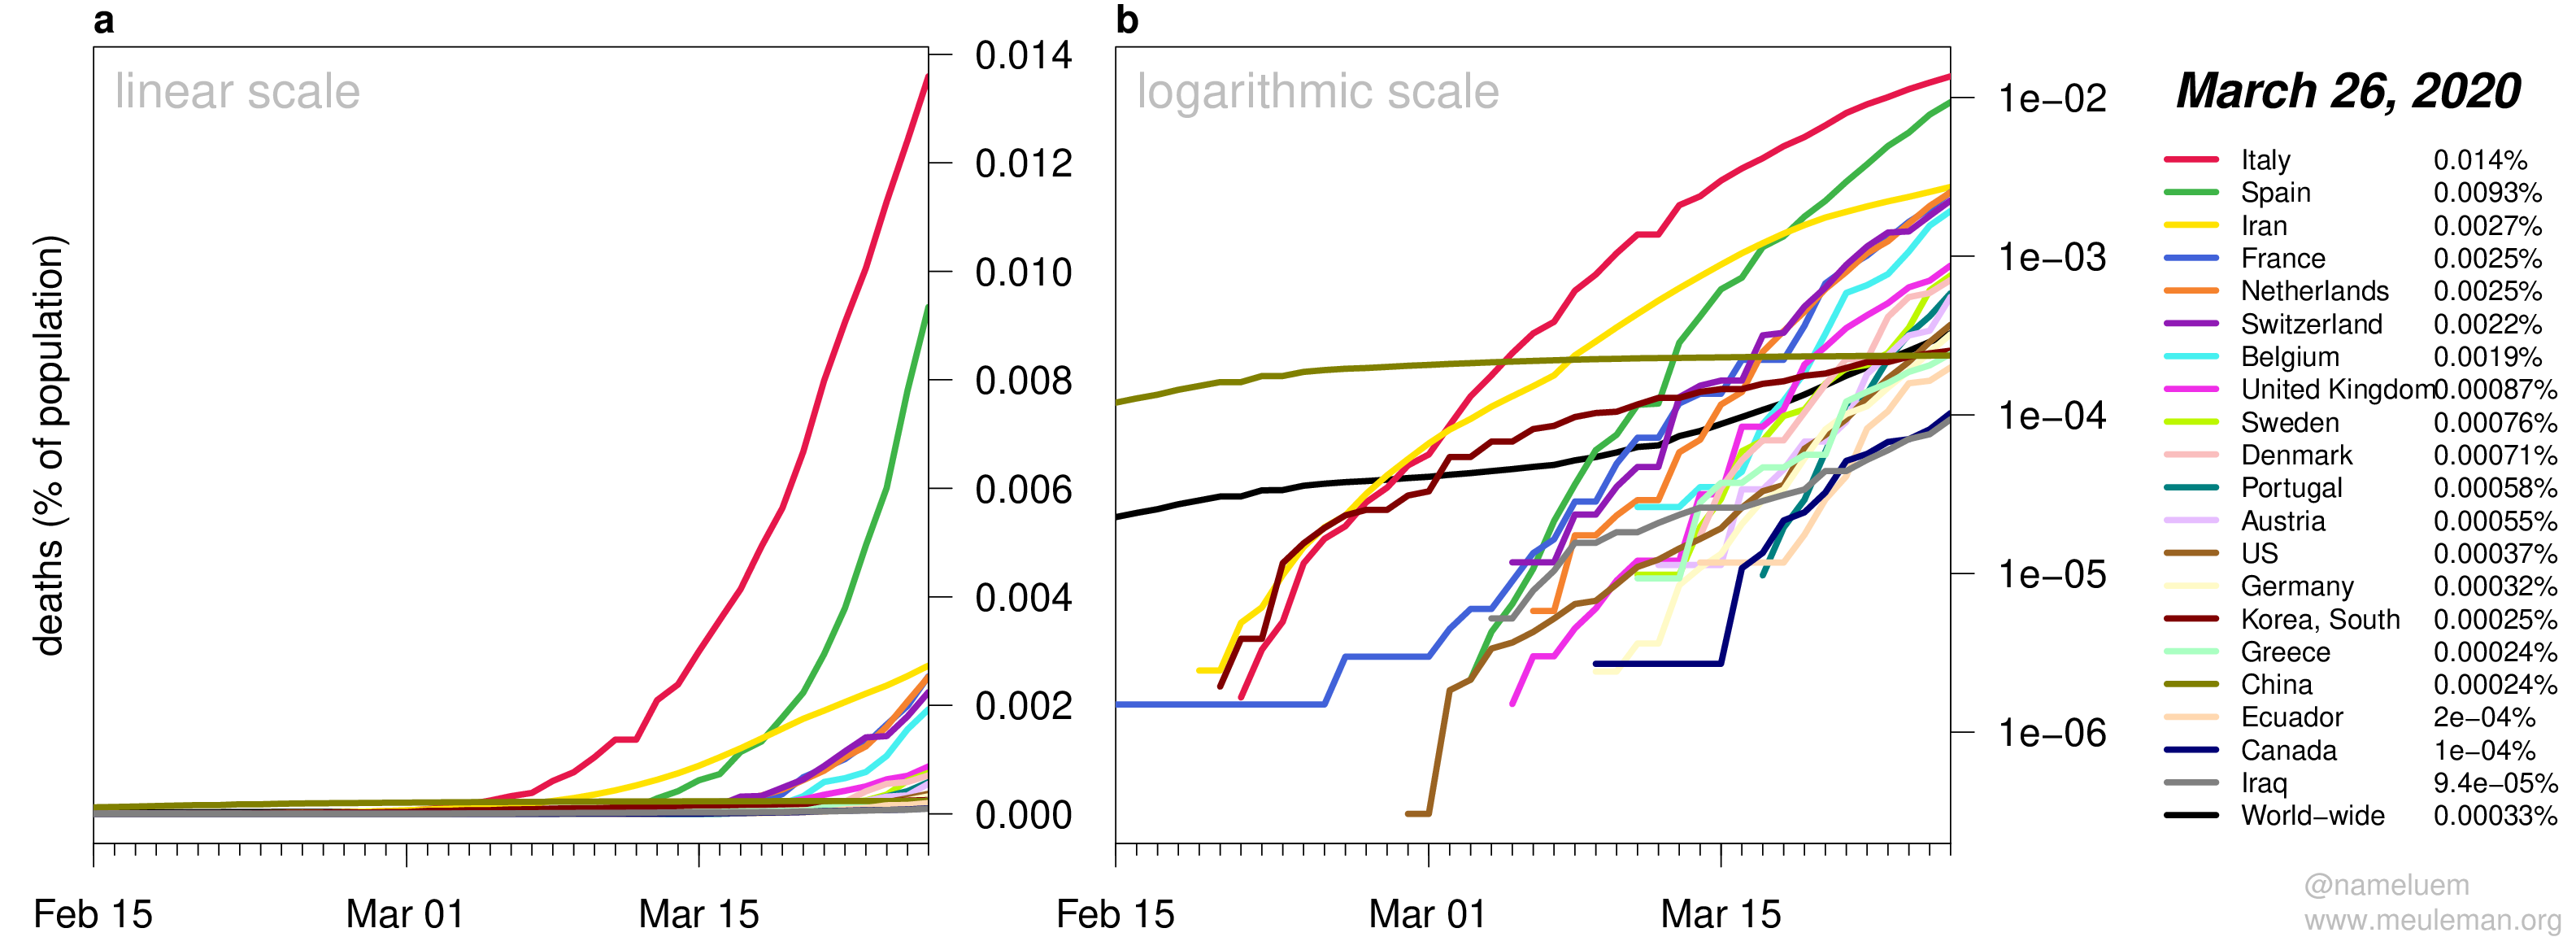 a
linear scale
deaths (% of population)
0.014
0.012
0.010
0.008
0.006
0.004
0.002
0.000
Feb 15
Mar 01
Mar 15
b
logarithmic scale
1e−02
1e−03
1e−04
1e−05
1e−06
Feb 15
Mar 01
Mar 15
March 26, 2020
Italy 0.014%
Spain 0.0093%
Iran 0.0027%
France 0.0025%
Netherlands 0.0025%
Switzerland 0.0022%
Belgium 0.0019%
United Kingdom 0.00087%
Sweden 0.00076%
Denmark 0.00071%
Portugal 0.00058%
Austria 0.00055%
US 0.00037%
Germany 0.00032%
Korea, South 0.00025%
Greece 0.00024%
China 0.00024%
Ecuador 2e−04%
Canada 1e−04%
Iraq 9.4e−05%
World−wide 0.00033%
@nameluem
www.meuleman.org